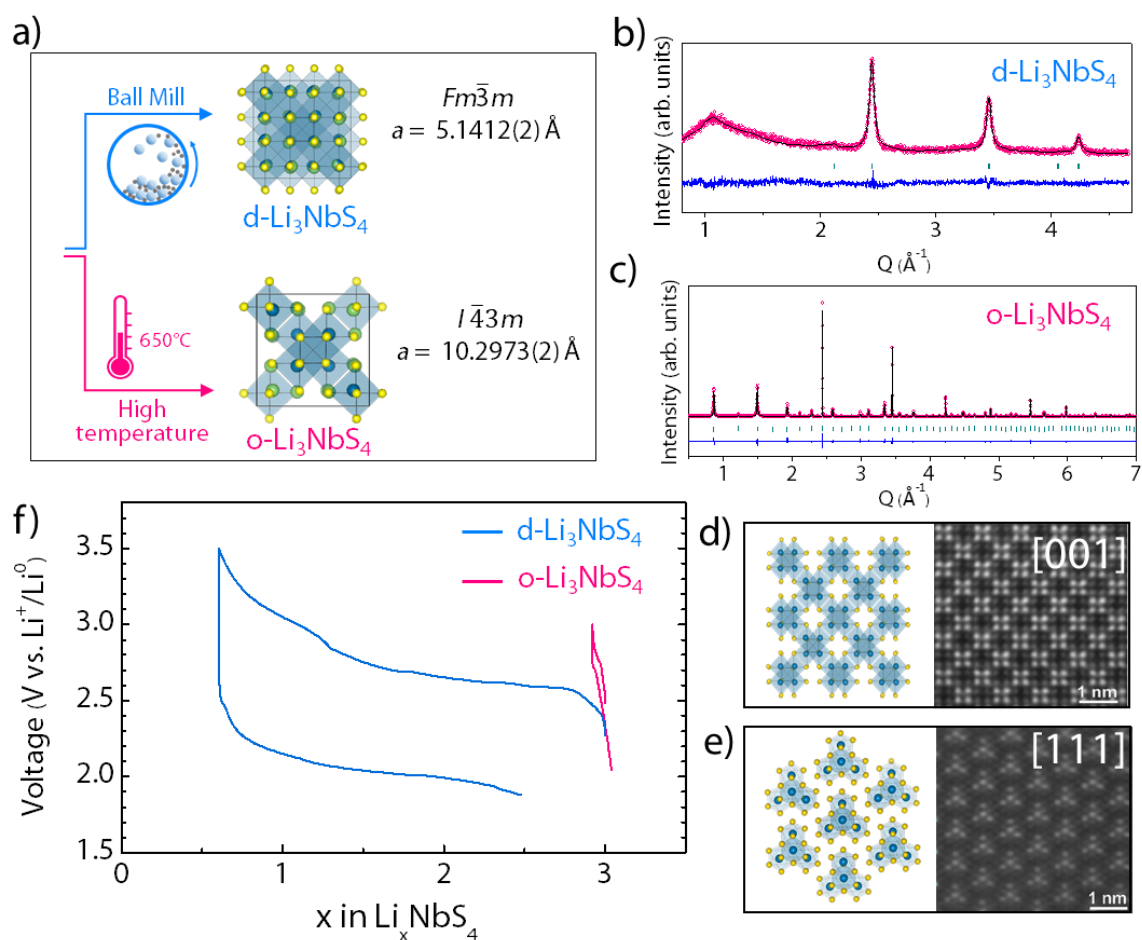 a)
Ball Mill
Fm3̅m
a = 5.1412(2) Å
d-Li₃NbS₄
650°C
I 4̅3m
a = 10.2973(2) Å
High
temperature
o-Li₃NbS₄
b)
d-Li₃NbS₄
Intensity (arb. units)
1 2 3 4
Q (Å⁻¹)
c)
o-Li₃NbS₄
Intensity (arb. units)
1 2 3 4 5 6 7
Q (Å⁻¹)
f)
d-Li₃NbS₄
o-Li₃NbS₄
Voltage (V vs. Li⁺/Li⁰)
3.5
3.0
2.5
2.0
1.5
0 1 2 3
x in LiₓNbS₄
d)
[001]
1 nm
e)
[111]
1 nm